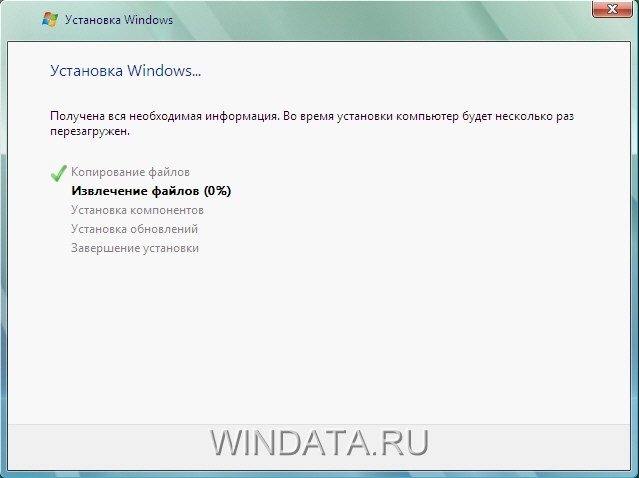 Установка Windows
Установка Windows...
Получена вся необходимая информация. Во время установки компьютер будет несколько раз
перезагружен.
Копирование файлов
Извлечение файлов (0%)
Установка компонентов
Установка обновлений
Завершение установки
WINDATA.RU